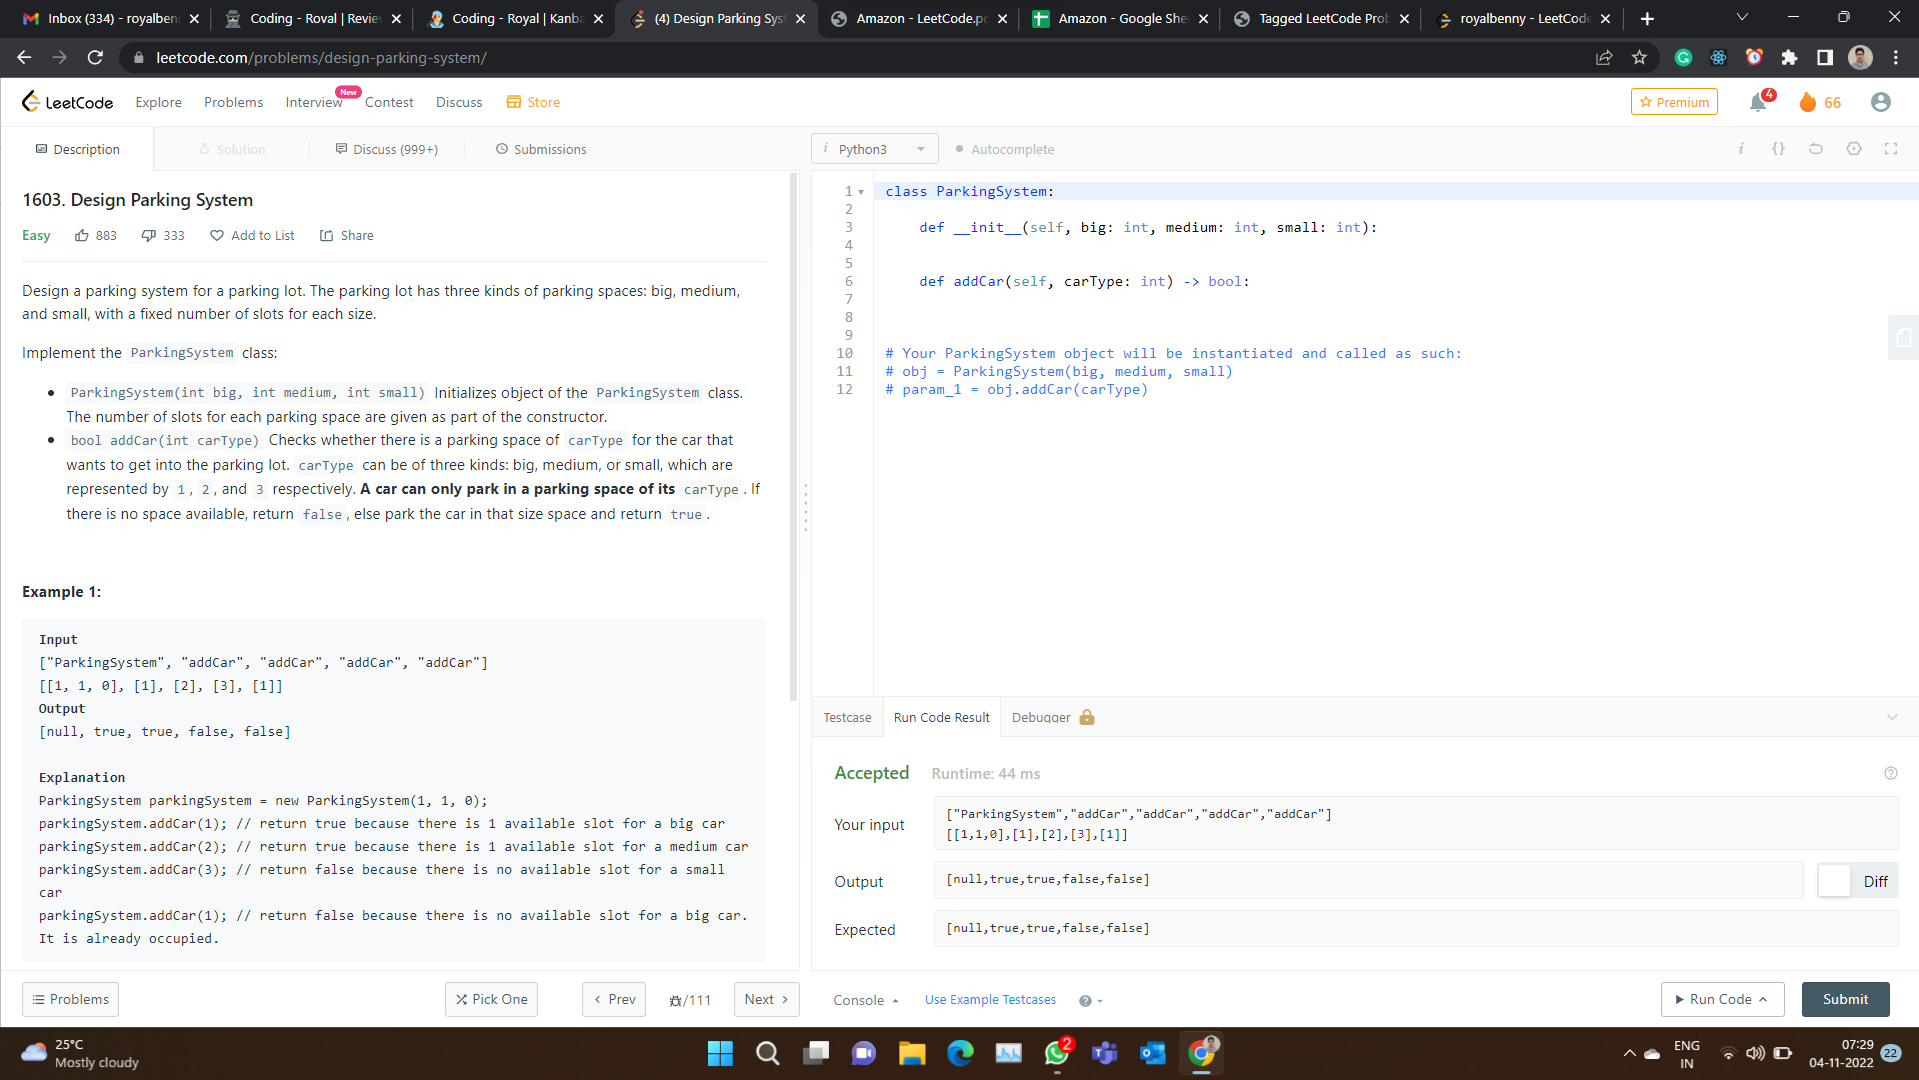 Inbox (334) - royalben
Coding - Royal | Review
Coding - Royal | Kanba
(4) Design Parking Syst
Amazon - LeetCode.pd
Amazon - Google She
Tagged LeetCode Prob
royalbenny - LeetCode
leetcode.com/problems/design-parking-system/
LeetCode
Explore
Problems
Interview
New
Contest
Discuss
Store
Premium
4
66
Description
Solution
Discuss (999+)
Submissions
i Python3
Autocomplete
1603. Design Parking System
Easy
883
333
Add to List
Share
Design a parking system for a parking lot. The parking lot has three kinds of parking spaces: big, medium,
and small, with a fixed number of slots for each size.
Implement the ParkingSystem class:
ParkingSystem(int big, int medium, int small) Initializes object of the ParkingSystem class.
The number of slots for each parking space are given as part of the constructor.
bool addCar(int carType) Checks whether there is a parking space of carType for the car that
wants to get into the parking lot. carType can be of three kinds: big, medium, or small, which are
represented by 1, 2, and 3 respectively. A car can only park in a parking space of its carType. If
there is no space available, return false, else park the car in that size space and return true.
Example 1:
Input
["ParkingSystem", "addCar", "addCar", "addCar", "addCar"]
[[1, 1, 0], [1], [2], [3], [1]]
Output
[null, true, true, false, false]
Explanation
ParkingSystem parkingSystem = new ParkingSystem(1, 1, 0);
parkingSystem.addCar(1); // return true because there is 1 available slot for a big car
parkingSystem.addCar(2); // return true because there is 1 available slot for a medium car
parkingSystem.addCar(3); // return false because there is no available slot for a small
car
parkingSystem.addCar(1); // return false because there is no available slot for a big car.
It is already occupied.
1 class ParkingSystem:
2
3 def __init__(self, big: int, medium: int, small: int):
4
5
6 def addCar(self, carType: int) -> bool:
7
8
9
10 # Your ParkingSystem object will be instantiated and called as such:
11 # obj = ParkingSystem(big, medium, small)
12 # param_1 = obj.addCar(carType)
Testcase
Run Code Result
Debugger
Accepted
Runtime: 44 ms
Your input
["ParkingSystem","addCar","addCar","addCar","addCar"]
[[1,1,0],[1],[2],[3],[1]]
Output
[null,true,true,false,false]
Diff
Expected
[null,true,true,false,false]
Problems
Pick One
Prev
/111
Next
Console
Use Example Testcases
Run Code
Submit
25°C
Mostly cloudy
2
ENG
IN
07:29
04-11-2022
22